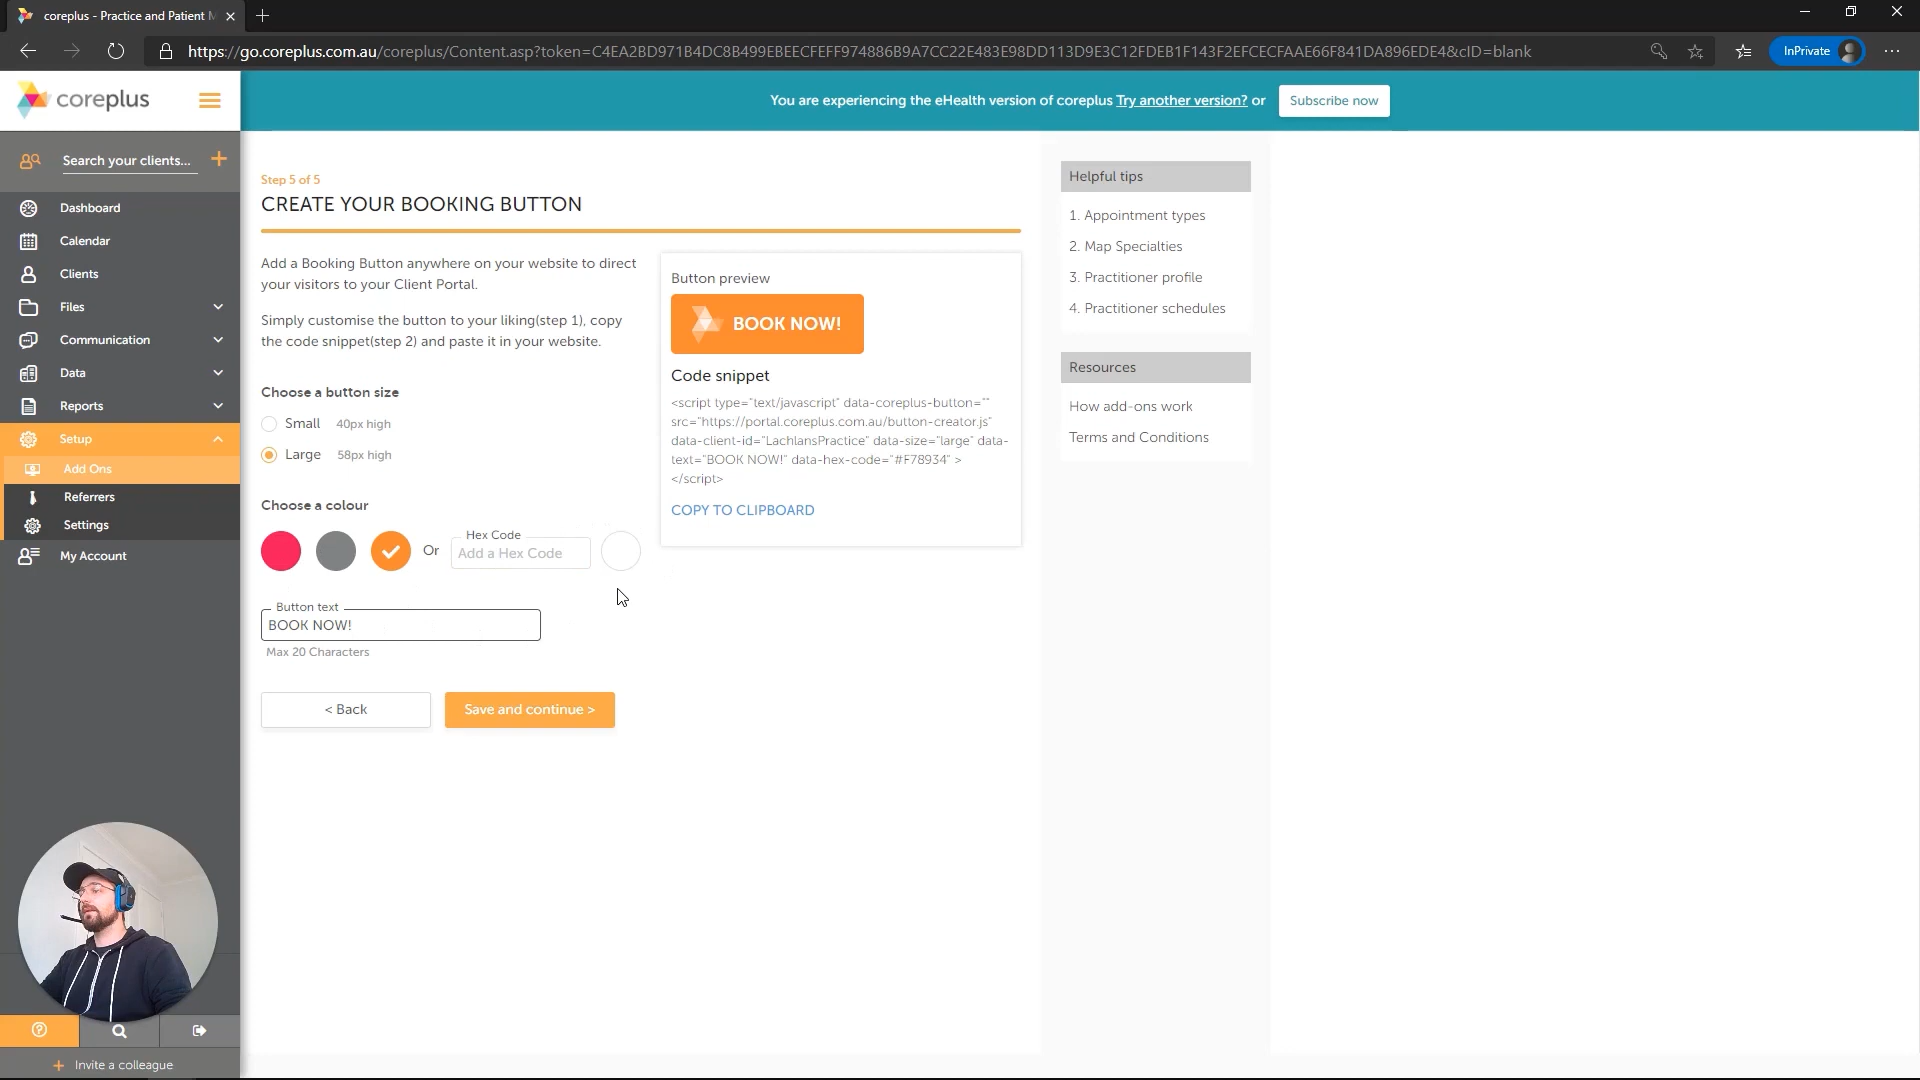 coreplus - Practice and Patient M
https://go.coreplus.com.au/coreplus/Content.asp?token=C4EA2BD971B4DC8B499EBEECFEFF974886B9A7CC22E483E98DD113D9E3C12FDEB1F143F2EFCECFAAE66F841DA896EDE4&cID=blank
InPrivate
coreplus
You are experiencing the eHealth version of coreplus Try another version? or
Subscribe now
Search your clients...
Dashboard
Calendar
Clients
Files
Communication
Data
Reports
Setup
Add Ons
Referrers
Settings
My Account
Invite a colleague
Step 5 of 5
CREATE YOUR BOOKING BUTTON
Add a Booking Button anywhere on your website to direct
your visitors to your Client Portal.
Simply customise the button to your liking(step 1), copy
the code snippet(step 2) and paste it in your website.
Choose a button size
Small 40px high
Large 58px high
Choose a colour
Or
Hex Code
Add a Hex Code
Button text
BOOK NOW!
Max 20 Characters
< Back
Save and continue >
Button preview
BOOK NOW!
Code snippet
<script type="text/javascript" data-coreplus-button=""
src="https://portal.coreplus.com.au/button-creator.js"
data-client-id="LachlansPractice" data-size="large" data-
text="BOOK NOW!" data-hex-code="#F78934" >
</script>
COPY TO CLIPBOARD
Helpful tips
1. Appointment types
2. Map Specialties
3. Practitioner profile
4. Practitioner schedules
Resources
How add-ons work
Terms and Conditions